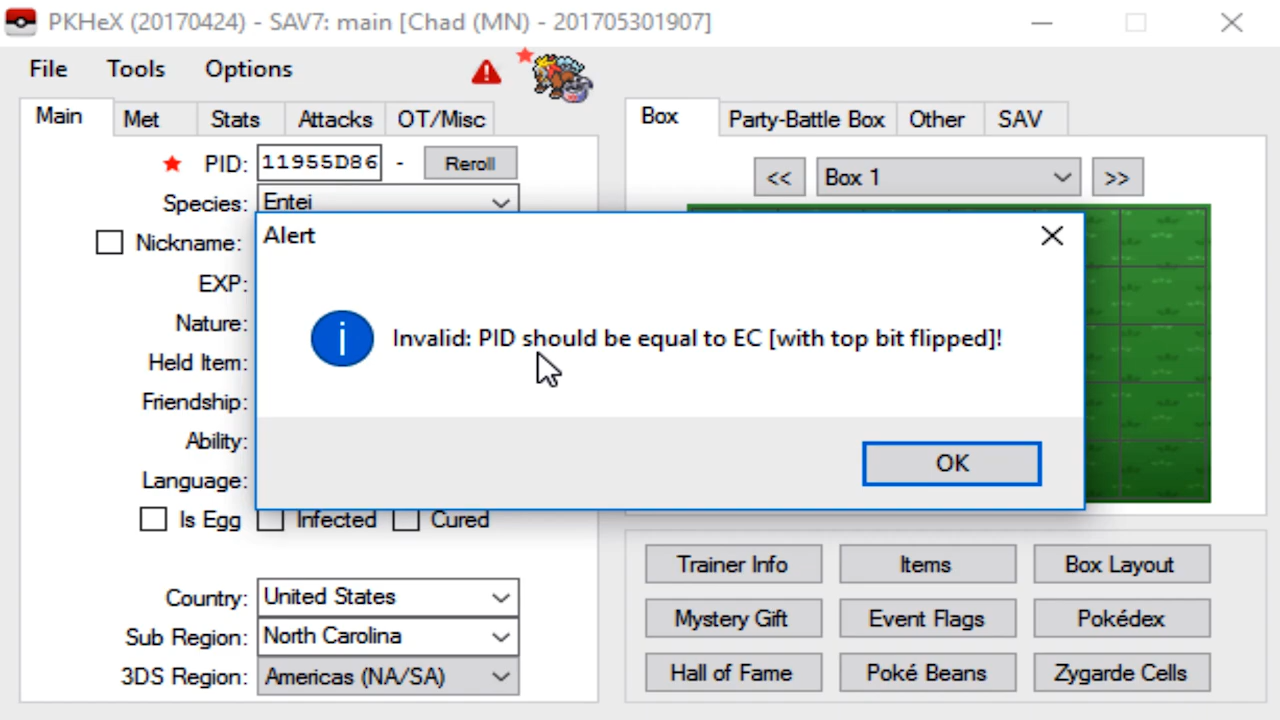 PKHeX (20170424) - SAV7: main [Chad (MN) - 201705301907]
File Tools Options
Main Met Stats Attacks OT/Misc
Box Party-Battle Box Other SAV
PID: 11955D86 - Reroll
<< Box 1 >>
Species: Entei
Nickname:
Alert
EXP:
Nature:
Invalid: PID should be equal to EC [with top bit flipped]!
Held Item:
Friendship:
Ability:
OK
Language:
Is Egg Infected Cured
Trainer Info Items Box Layout
Country: United States
Mystery Gift Event Flags Pokédex
Sub Region: North Carolina
Hall of Fame Poké Beans Zygarde Cells
3DS Region: Americas (NA/SA)